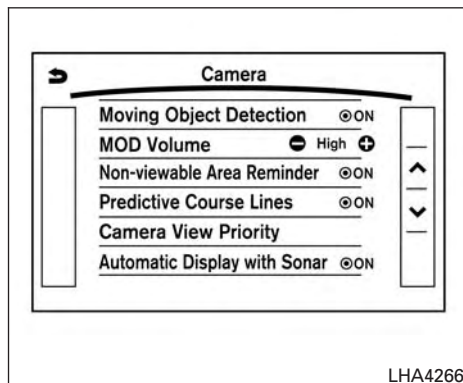 Camera
Moving Object Detection ON
MOD Volume High
Non-viewable Area Reminder ON
Predictive Course Lines ON
Camera View Priority
Automatic Display with Sonar ON
LHA4266